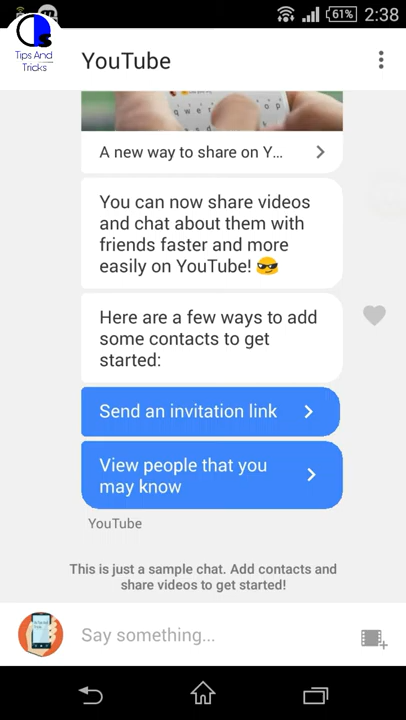 61% 2:38
Tips And
Tricks
YouTube
A new way to share on Y...
You can now share videos
and chat about them with
friends faster and more
easily on YouTube! 😎
Here are a few ways to add
some contacts to get
started:
Send an invitation link
View people that you
may know
YouTube
This is just a sample chat. Add contacts and
share videos to get started!
Say something...